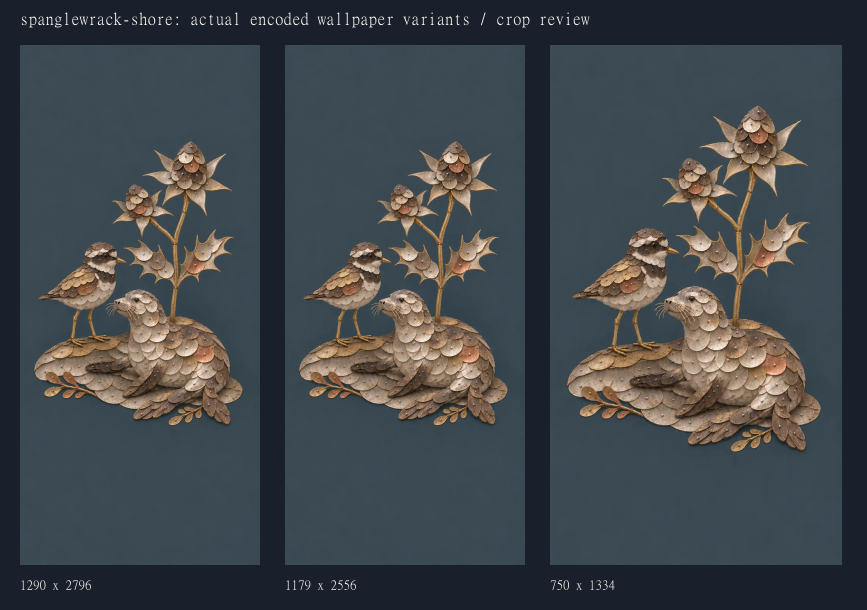 spanglewrack-shore: actual encoded wallpaper variants / crop review
1290 x 2796
1179 x 2556
750 x 1334